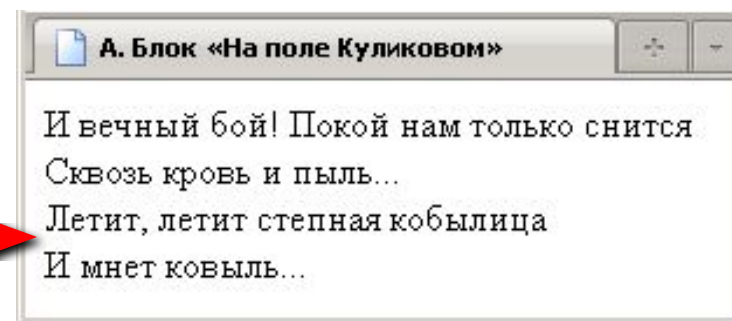 А. Блок «На поле Куликовом»
И вечный бой! Покой нам только снится
Сквозь кровь и пыль...
Летит, летит степная кобылица
И мнет ковыль...